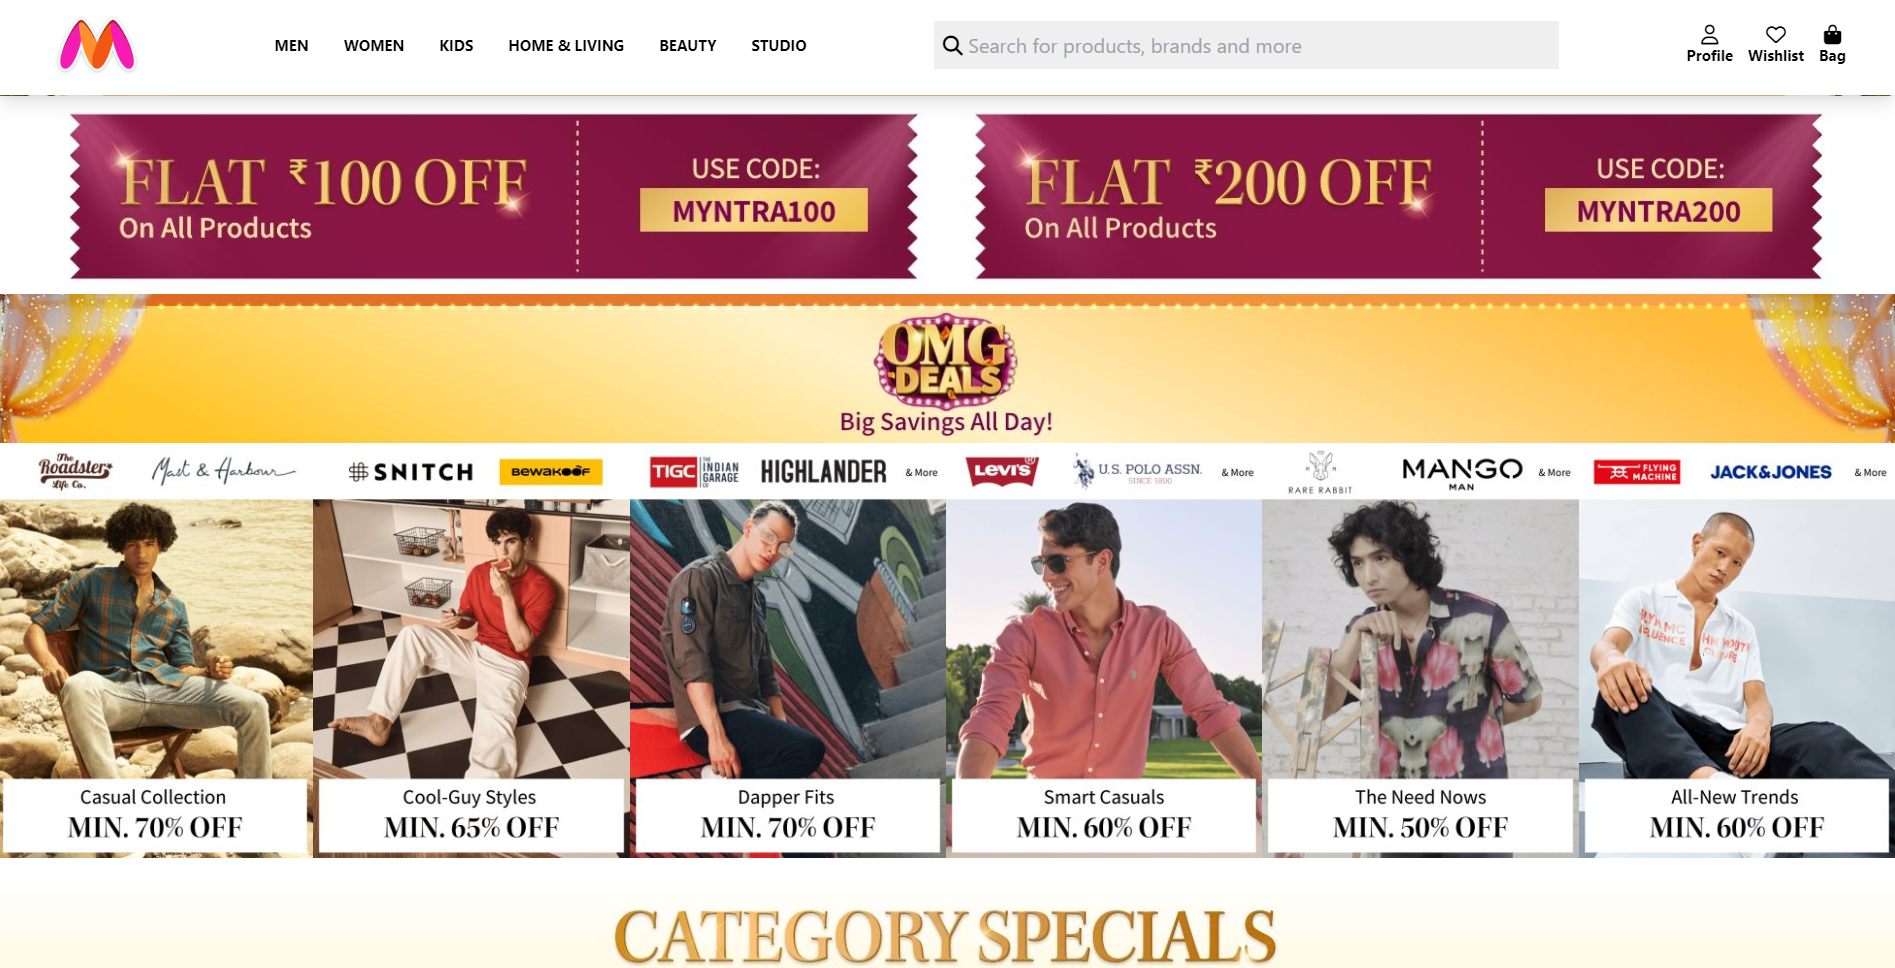 MEN WOMEN KIDS HOME & LIVING BEAUTY STUDIO
Search for products, brands and more
Profile Wishlist Bag
FLAT ₹100 OFF
On All Products
USE CODE:
MYNTRA100
FLAT ₹200 OFF
On All Products
USE CODE:
MYNTRA200
OMG
DEALS
Big Savings All Day!
The
Roadster
Life Co.
Mast & Harbour
SNITCH
BEWAKOOF
TIGC THE INDIAN GARAGE CO
HIGHLANDER
& More
LEVI'S®
U.S. POLO ASSN.
SINCE 1890
& More
RARE RABBIT
MANGO
MAN
& More
FLYING
MACHINE
JACK&JONES
& More
Casual Collection
MIN. 70% OFF
Cool-Guy Styles
MIN. 65% OFF
Dapper Fits
MIN. 70% OFF
Smart Casuals
MIN. 60% OFF
The Need Nows
MIN. 50% OFF
All-New Trends
MIN. 60% OFF
CATEGORY SPECIALS